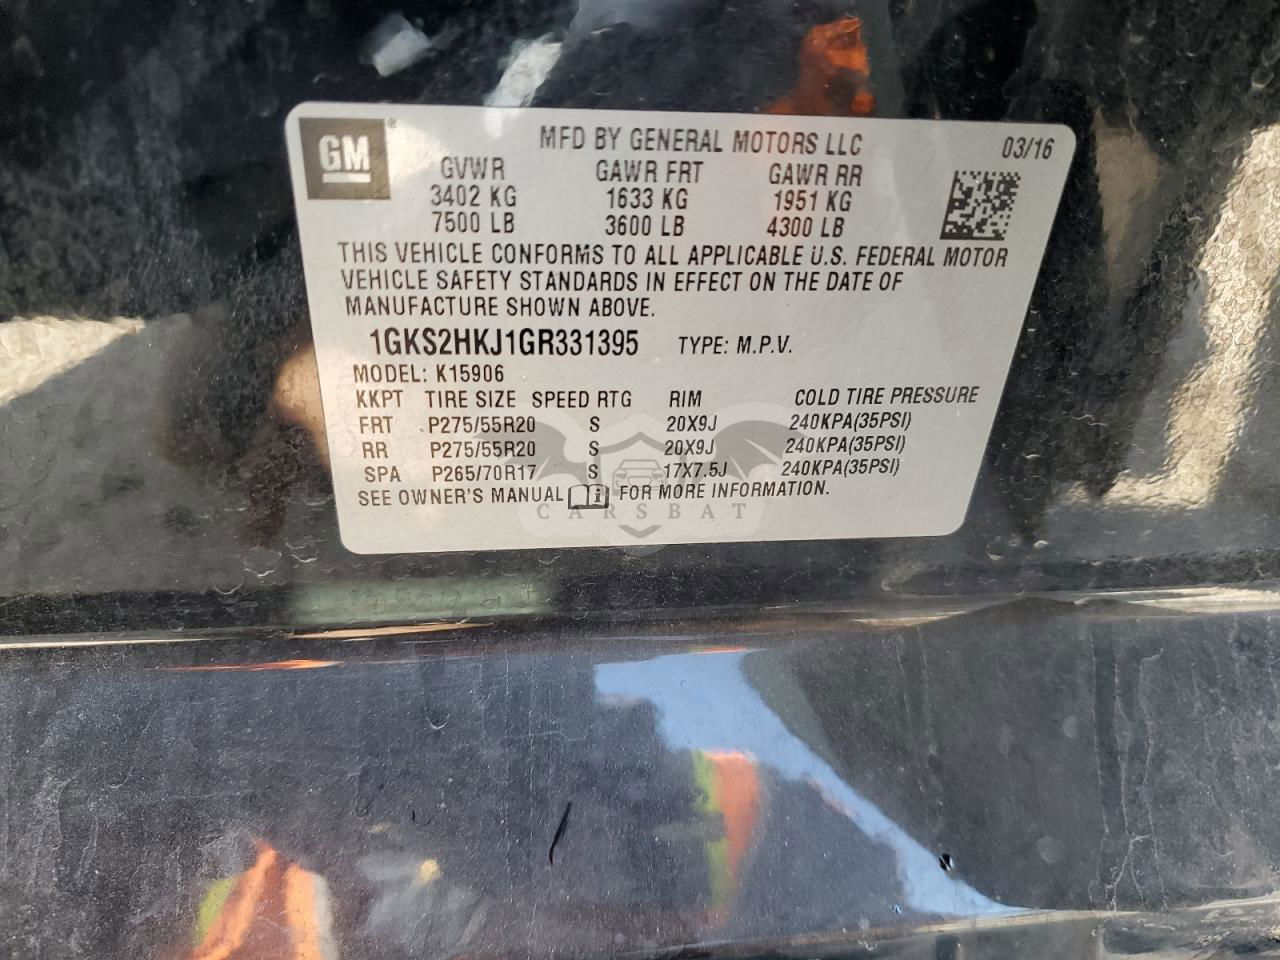 GM® MFD BY GENERAL MOTORS LLC 03/16
GVWR GAWR FRT GAWR RR
3402 KG 1633 KG 1951 KG
7500 LB 3600 LB 4300 LB
THIS VEHICLE CONFORMS TO ALL APPLICABLE U.S. FEDERAL MOTOR
VEHICLE SAFETY STANDARDS IN EFFECT ON THE DATE OF
MANUFACTURE SHOWN ABOVE.
1GKS2HKJ1GR331395 TYPE: M.P.V.
MODEL: K15906
KKPT TIRE SIZE SPEED RTG RIM COLD TIRE PRESSURE
FRT P275/55R20 S 20X9J 240KPA(35PSI)
RR P275/55R20 S 20X9J 240KPA(35PSI)
SPA P265/70R17 S 17X7.5J 240KPA(35PSI)
SEE OWNER'S MANUAL i FOR MORE INFORMATION.
CARSBAT